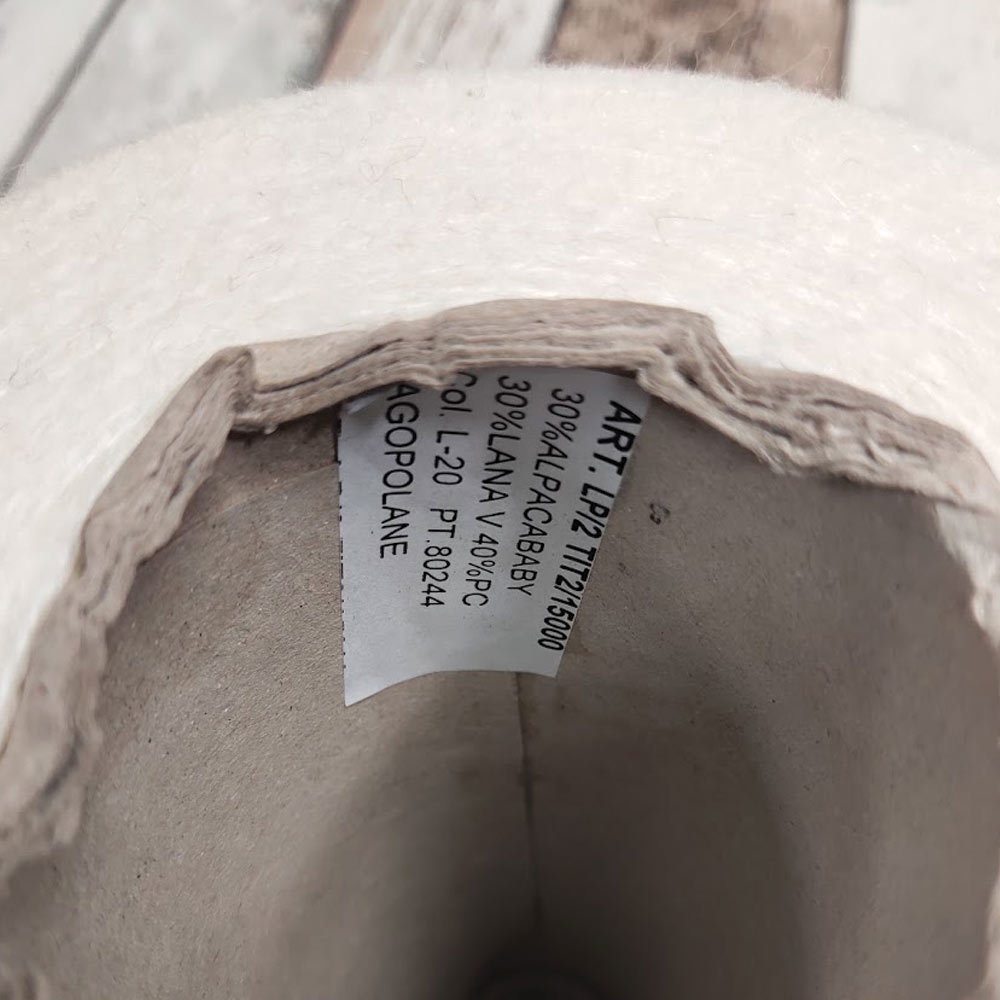 ART. LP/2 TIT2/15000
30%ALPACABABY
30%LANA V 40%PC
Col. L-20 PT.80244
AGOPOLANE